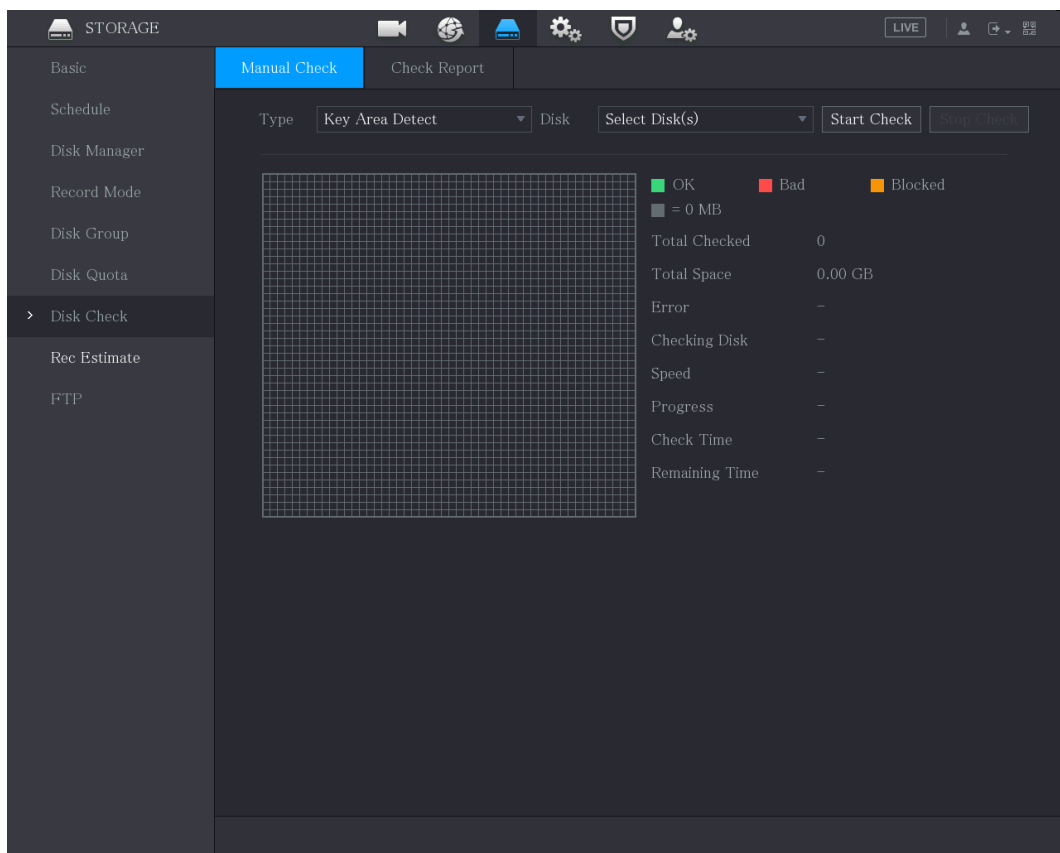 STORAGE
LIVE
Basic
Schedule
Disk Manager
Record Mode
Disk Group
Disk Quota
Disk Check
Rec Estimate
FTP
Manual Check Check Report
Type Key Area Detect Disk Select Disk(s) Start Check Stop Check
OK Bad Blocked
= 0 MB
Total Checked 0
Total Space 0.00 GB
Error -
Checking Disk -
Speed -
Progress -
Check Time -
Remaining Time -